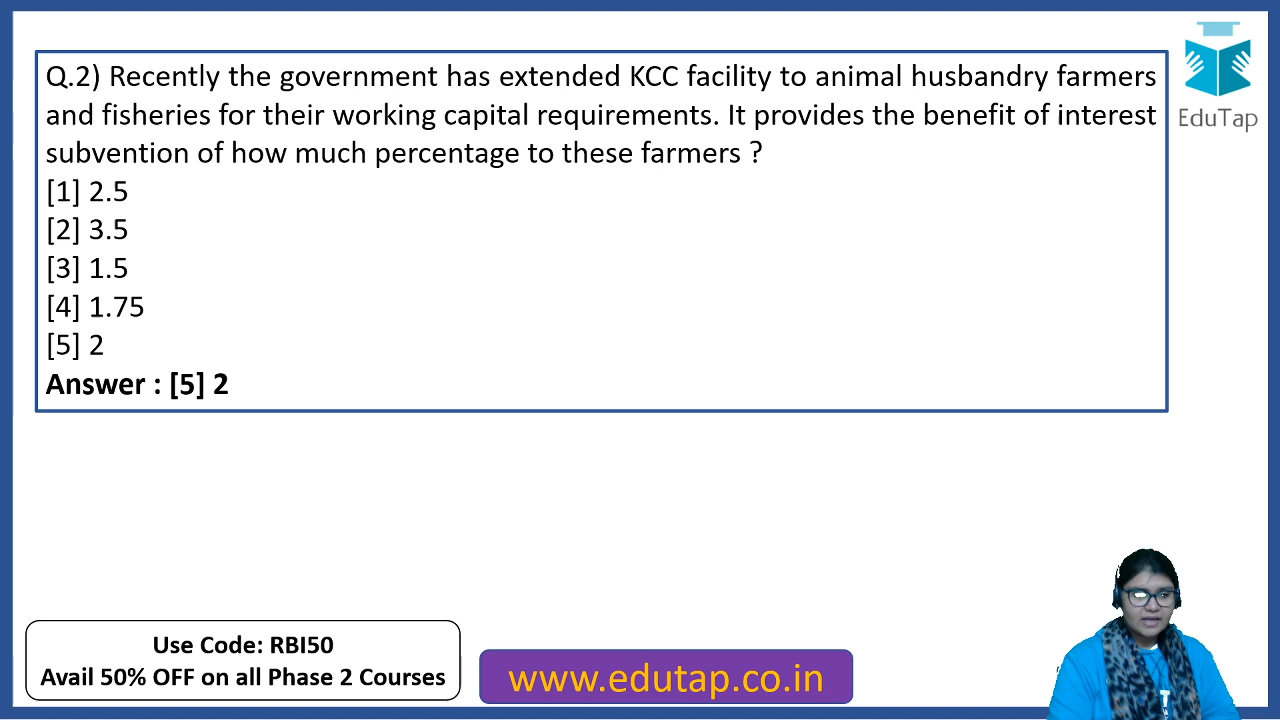 Q.2) Recently the government has extended KCC facility to animal husbandry farmers
and fisheries for their working capital requirements. It provides the benefit of interest
subvention of how much percentage to these farmers ?
[1] 2.5
[2] 3.5
[3] 1.5
[4] 1.75
[5] 2
Answer : [5] 2
EduTap
Use Code: RBI50
Avail 50% OFF on all Phase 2 Courses
www.edutap.co.in